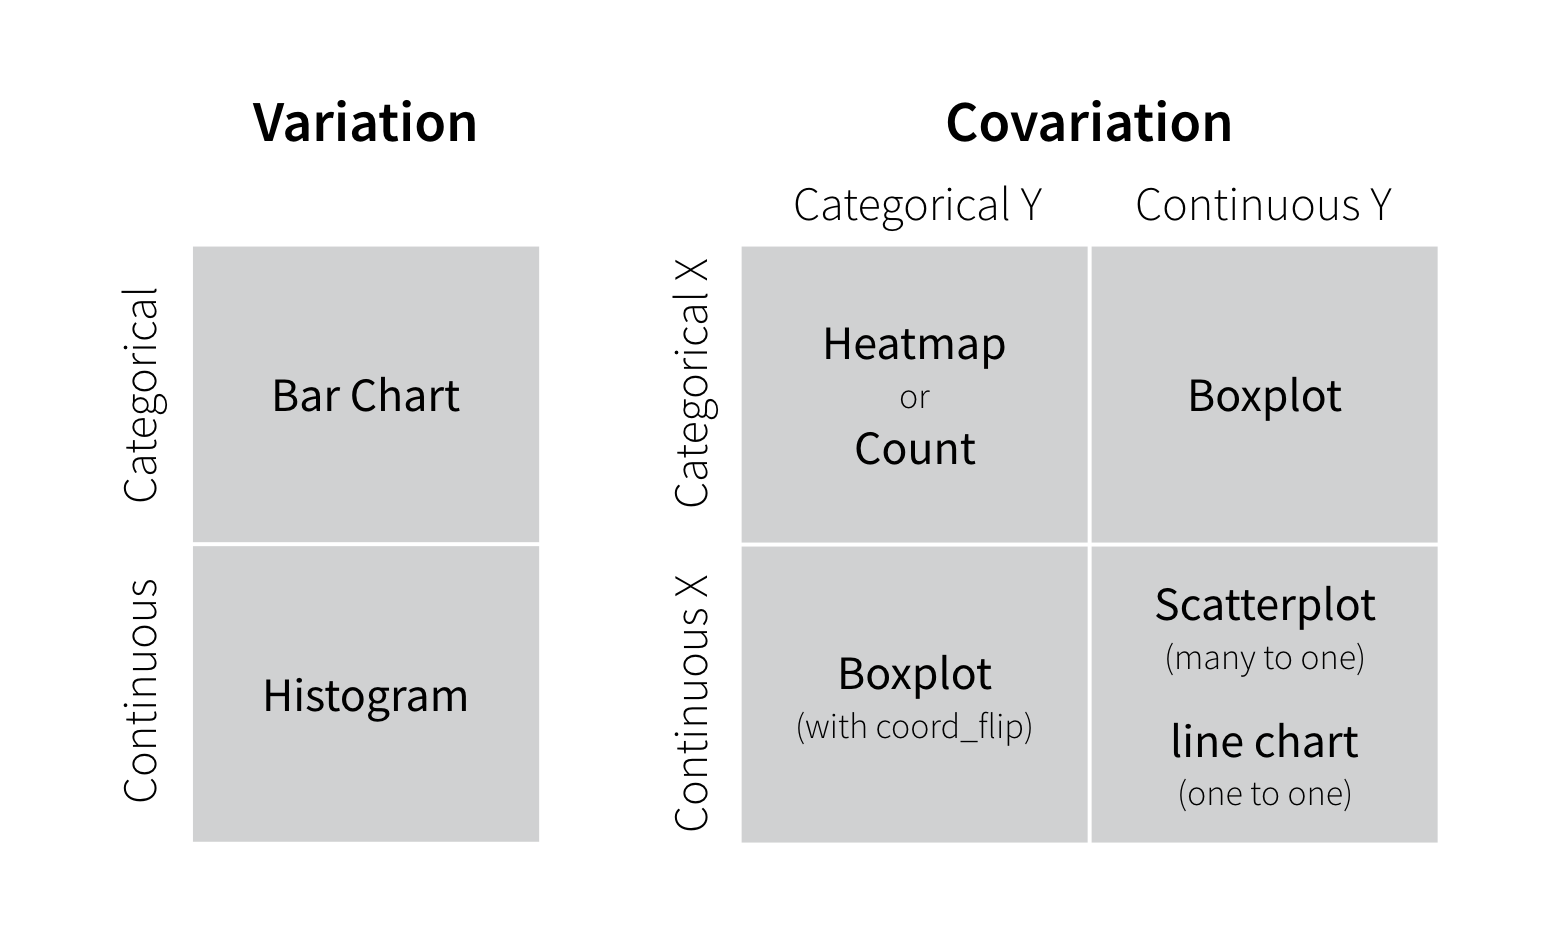 Variation
Categorical
Bar Chart
Continuous
Histogram
Covariation
Categorical Y
Continuous Y
Categorical X
Heatmap
or
Count
Boxplot
Continuous X
Boxplot
(with coord_flip)
Scatterplot
(many to one)
line chart
(one to one)